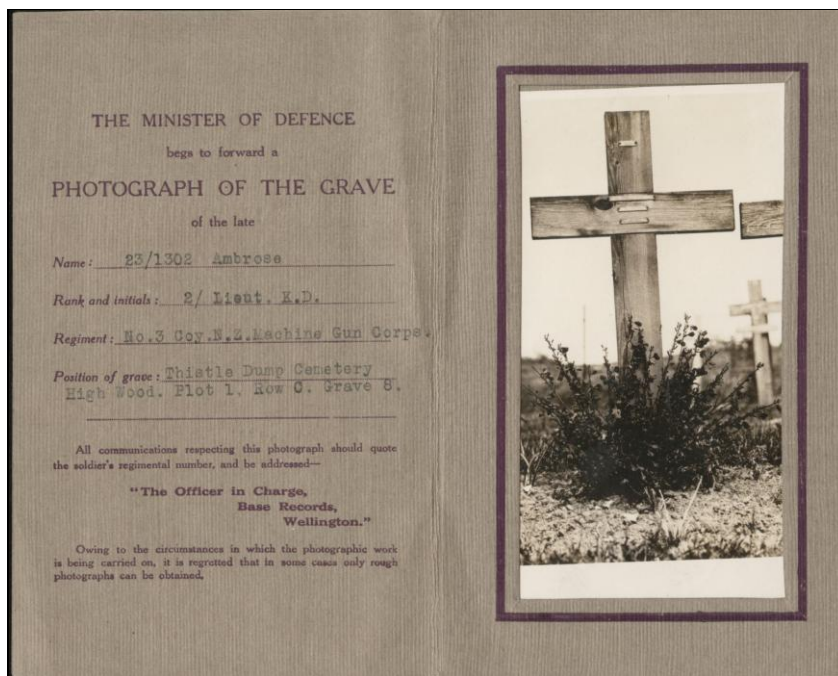 THE MINISTER OF DEFENCE
begs to forward a
PHOTOGRAPH OF THE GRAVE
of the late
Name: 23/1302 Ambrose
Rank and initials: 2/ Lieut. K.D.
Regiment: No.3 Coy.N.Z.Machine Gun Corps.
Position of grave: Thistle Dump Cemetery
High Wood. Plot 1. Row C. Grave 8.
All communications respecting this photograph should quote
the soldier's regimental number, and be addressed—
"The Officer in Charge,
Base Records,
Wellington."
Owing to the circumstances in which the photographic work
is being carried on, it is regretted that in some cases only rough
photographs can be obtained.